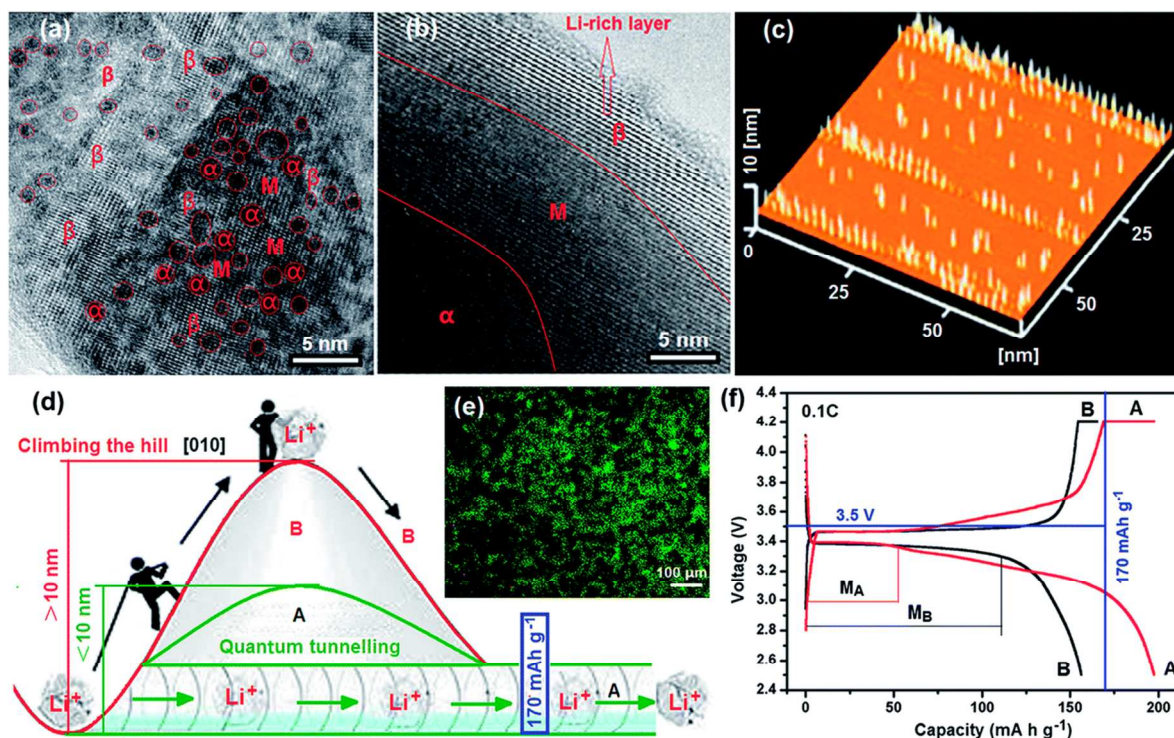 (a)
β
β
β
β
β
β
β
α
α
α
α
α
α
α
α
α
M
M
M
5 nm
(b)
Li-rich layer
β
M
α
5 nm
(c)
10 [nm]
0
25
50
25
50
[nm]
(d)
Climbing the hill [010]
Li+
B
B
>10 nm
<10 nm
A
Quantum tunnelling
Li+
Li+
Li+
Li+
A
Li+
170 mAh g-1
(e)
100 µm
(f)
0.1C
B
A
3.5 V
170 mAh g-1
MA
MB
B
A
4.4
4.2
4.0
3.8
3.6
3.4
3.2
3.0
2.8
2.6
2.4
Voltage (V)
0
50
100
150
200
Capacity (mA h g-1)